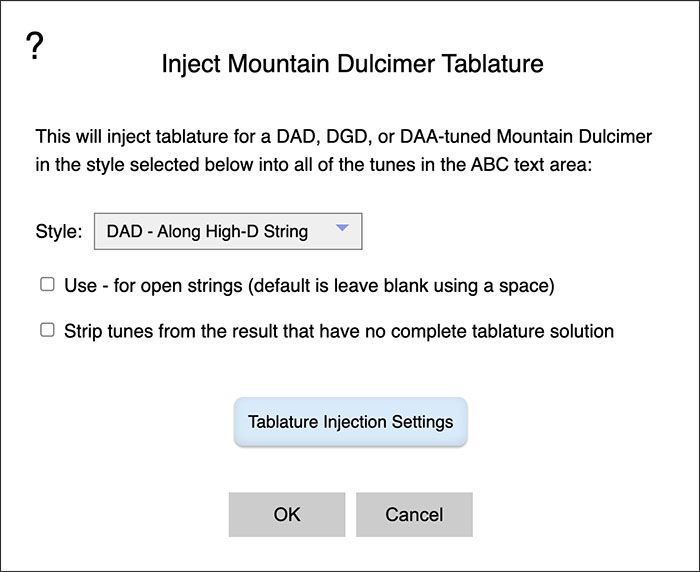 ?
Inject Mountain Dulcimer Tablature
This will inject tablature for a DAD, DGD, or DAA-tuned Mountain Dulcimer
in the style selected below into all of the tunes in the ABC text area:
Style: DAD - Along High-D String
Use - for open strings (default is leave blank using a space)
Strip tunes from the result that have no complete tablature solution
Tablature Injection Settings
OK Cancel